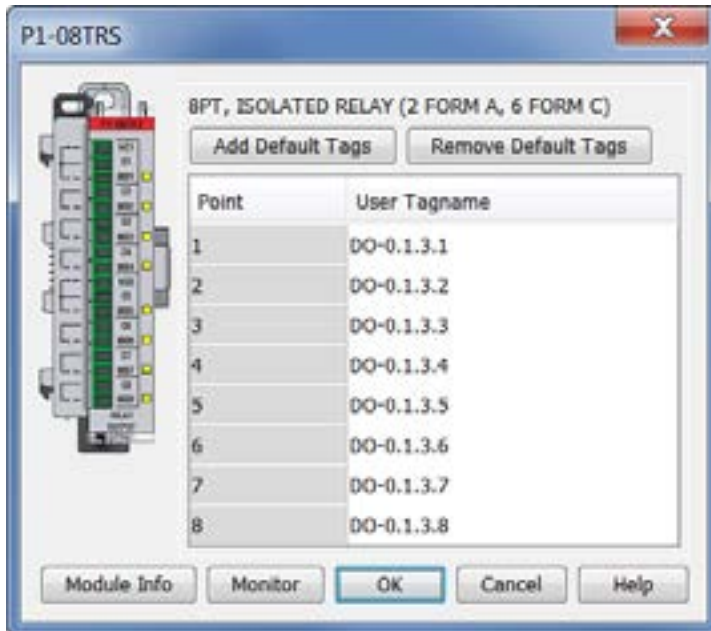 P1-08TRS
8PT, ISOLATED RELAY (2 FORM A, 6 FORM C)
Add Default Tags Remove Default Tags
Point User Tagname
1 DO-0.1.3.1
2 DO-0.1.3.2
3 DO-0.1.3.3
4 DO-0.1.3.4
5 DO-0.1.3.5
6 DO-0.1.3.6
7 DO-0.1.3.7
8 DO-0.1.3.8
Module Info Monitor OK Cancel Help